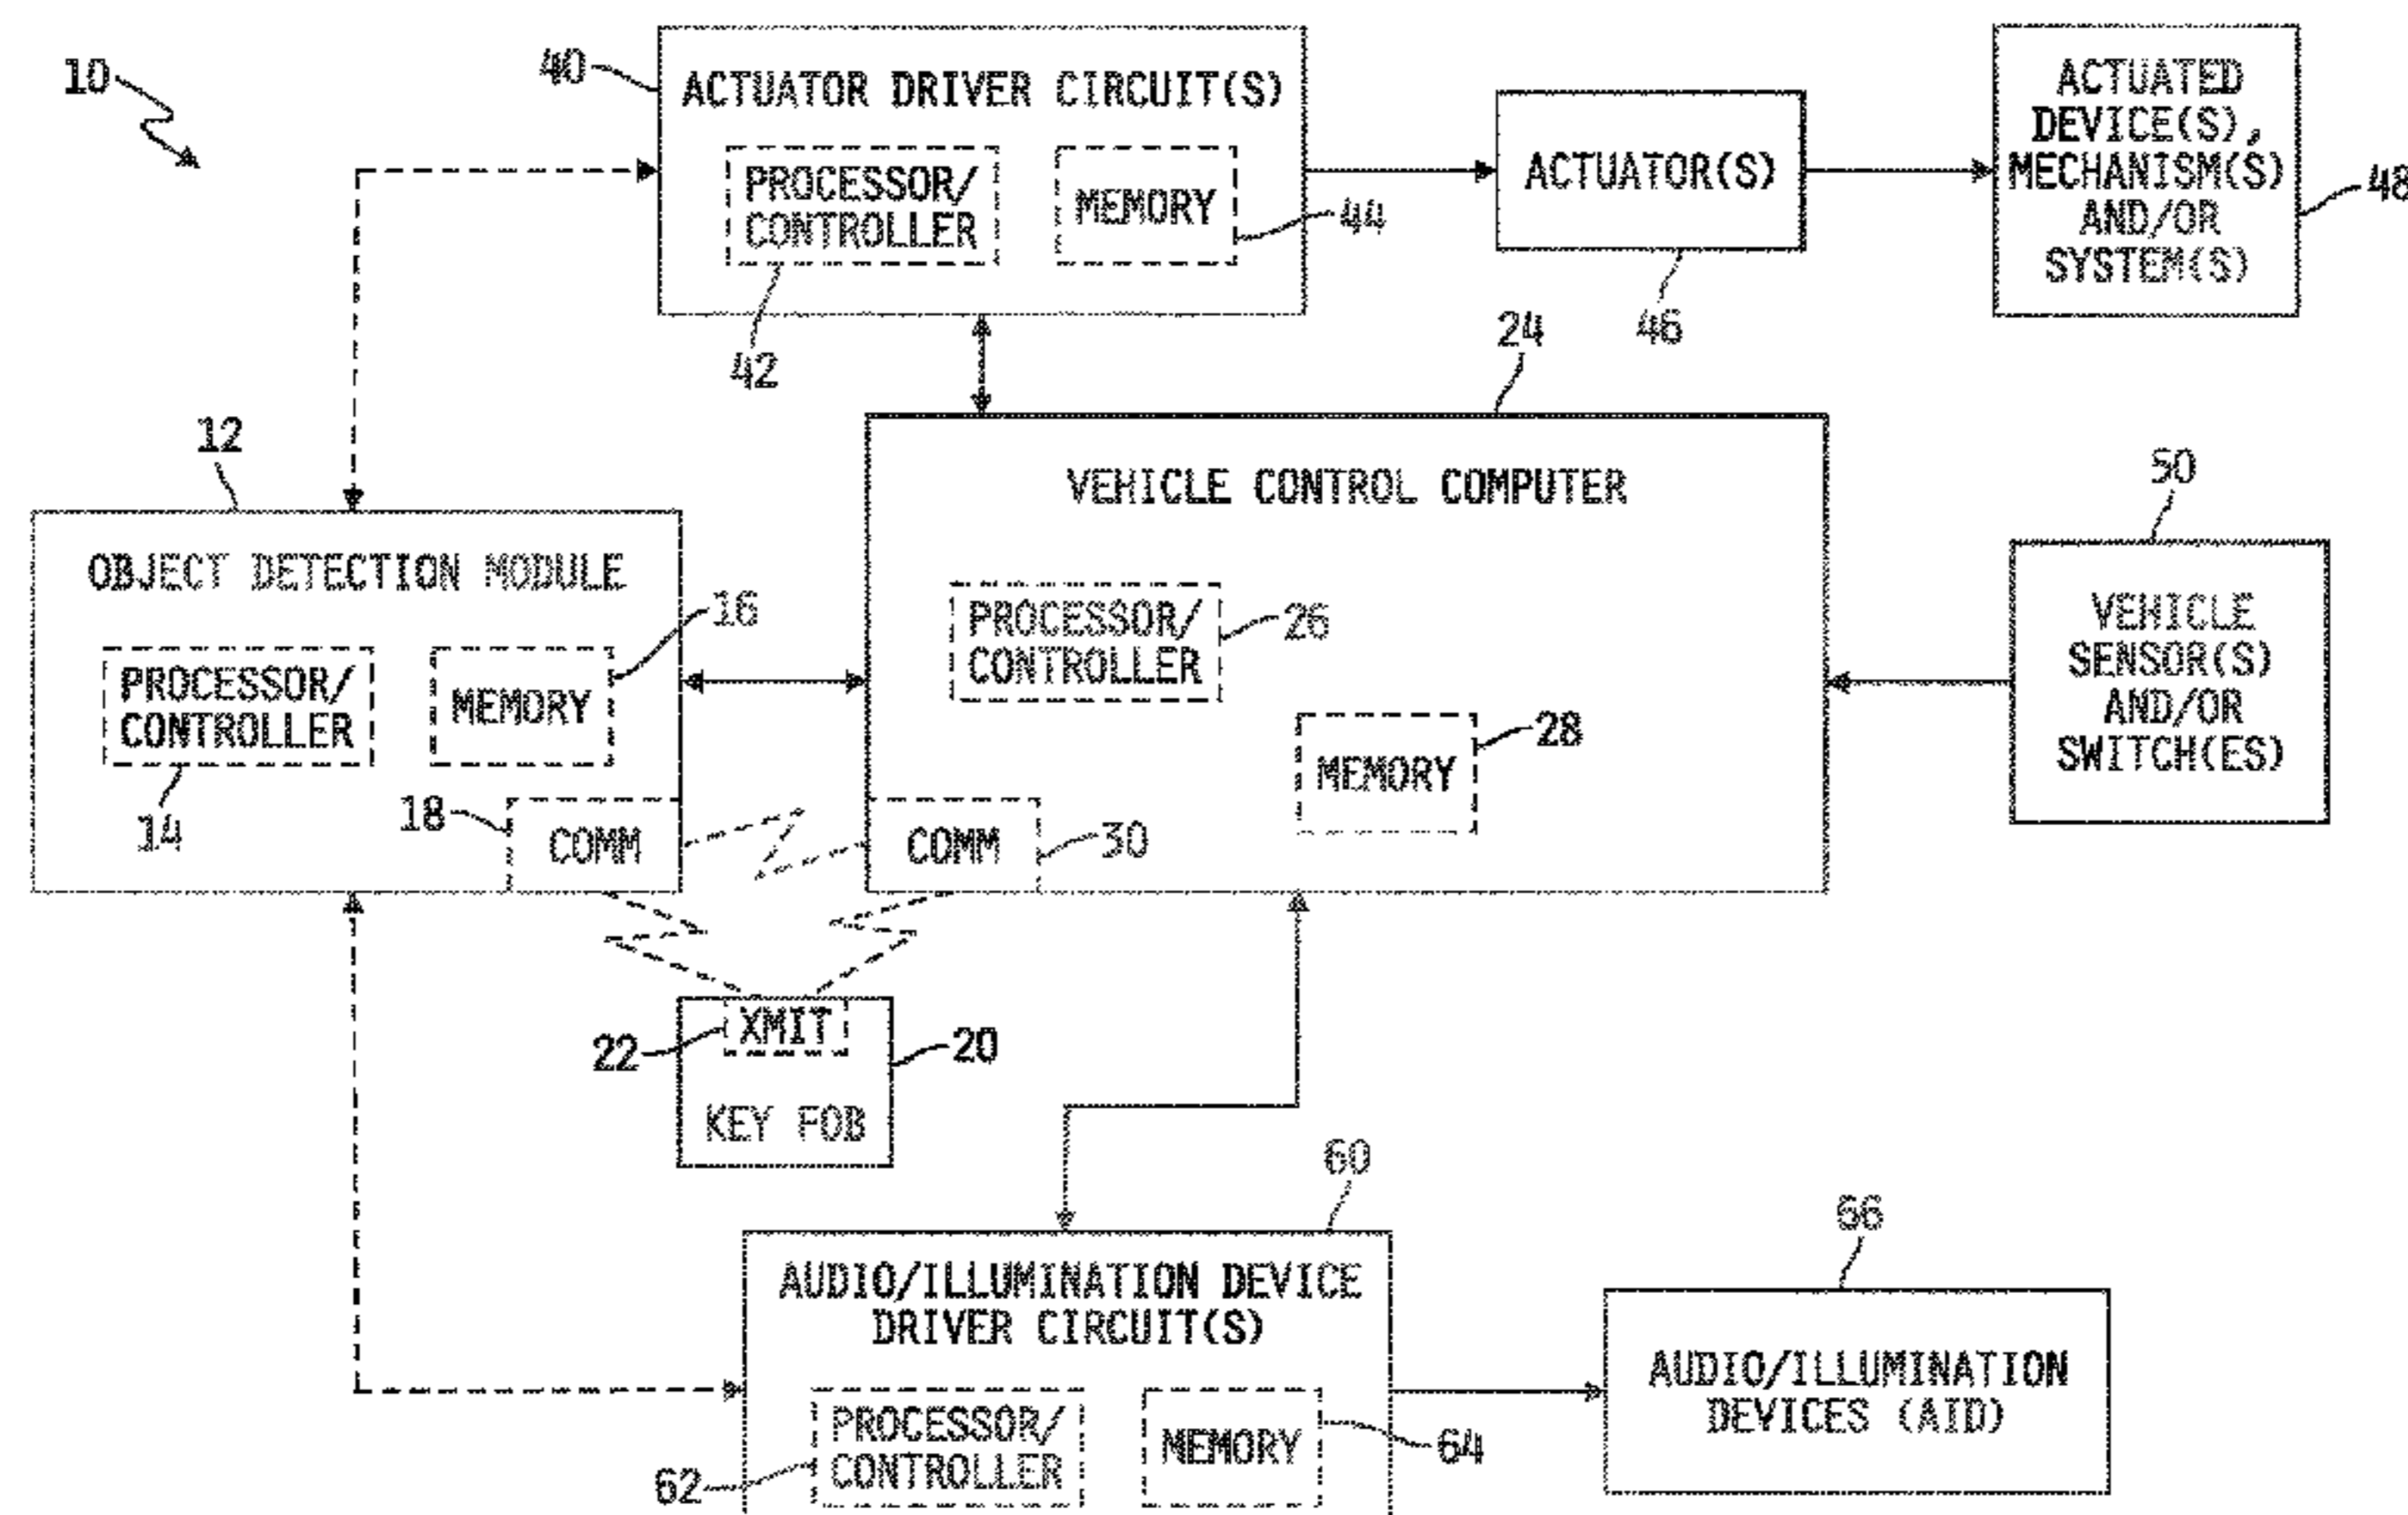 10
40
ACTUATOR DRIVER CIRCUIT(S)
PROCESSOR/
CONTROLLER
MEMORY
42
44
ACTUATOR(S)
46
ACTUATED
DEVICE(S),
MECHANISM(S)
AND/OR
SYSTEM(S)
48
12
OBJECT DETECTION MODULE
PROCESSOR/
CONTROLLER
MEMORY
16
14
18
COMM
24
VEHICLE CONTROL COMPUTER
PROCESSOR/
CONTROLLER
26
MEMORY
28
COMM
30
50
VEHICLE
SENSOR(S)
AND/OR
SWITCH(ES)
XMIT
22
20
KEY FOB
60
AUDIO/ILLUMINATION DEVICE
DRIVER CIRCUIT(S)
PROCESSOR/
CONTROLLER
62
MEMORY
64
66
AUDIO/ILLUMINATION
DEVICES (AID)